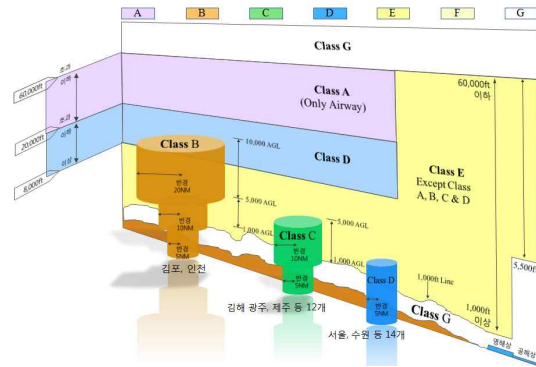 A B C D E F G
Class G
초과
60,000ft
이하
Class A
(Only Airway)
60,000ft
이하
초과
20,000ft
이하
8,000ft
이상
Class B
10,000 AGL
Class D
Class E
Except Class
A, B, C & D
반경
20NM
5,000 AGL
반경
10NM
1,000 AGL
반경
5NM
Class C
5,000 AGL
반경
10NM
1,000 AGL
반경
5NM
Class D
반경
5NM
1,000ft Line
5,500ft
1,000ft
이상
김포, 인천
김해 광주, 제주 등 12개
서울, 수원 등 14개
Class G
영해상
공해상